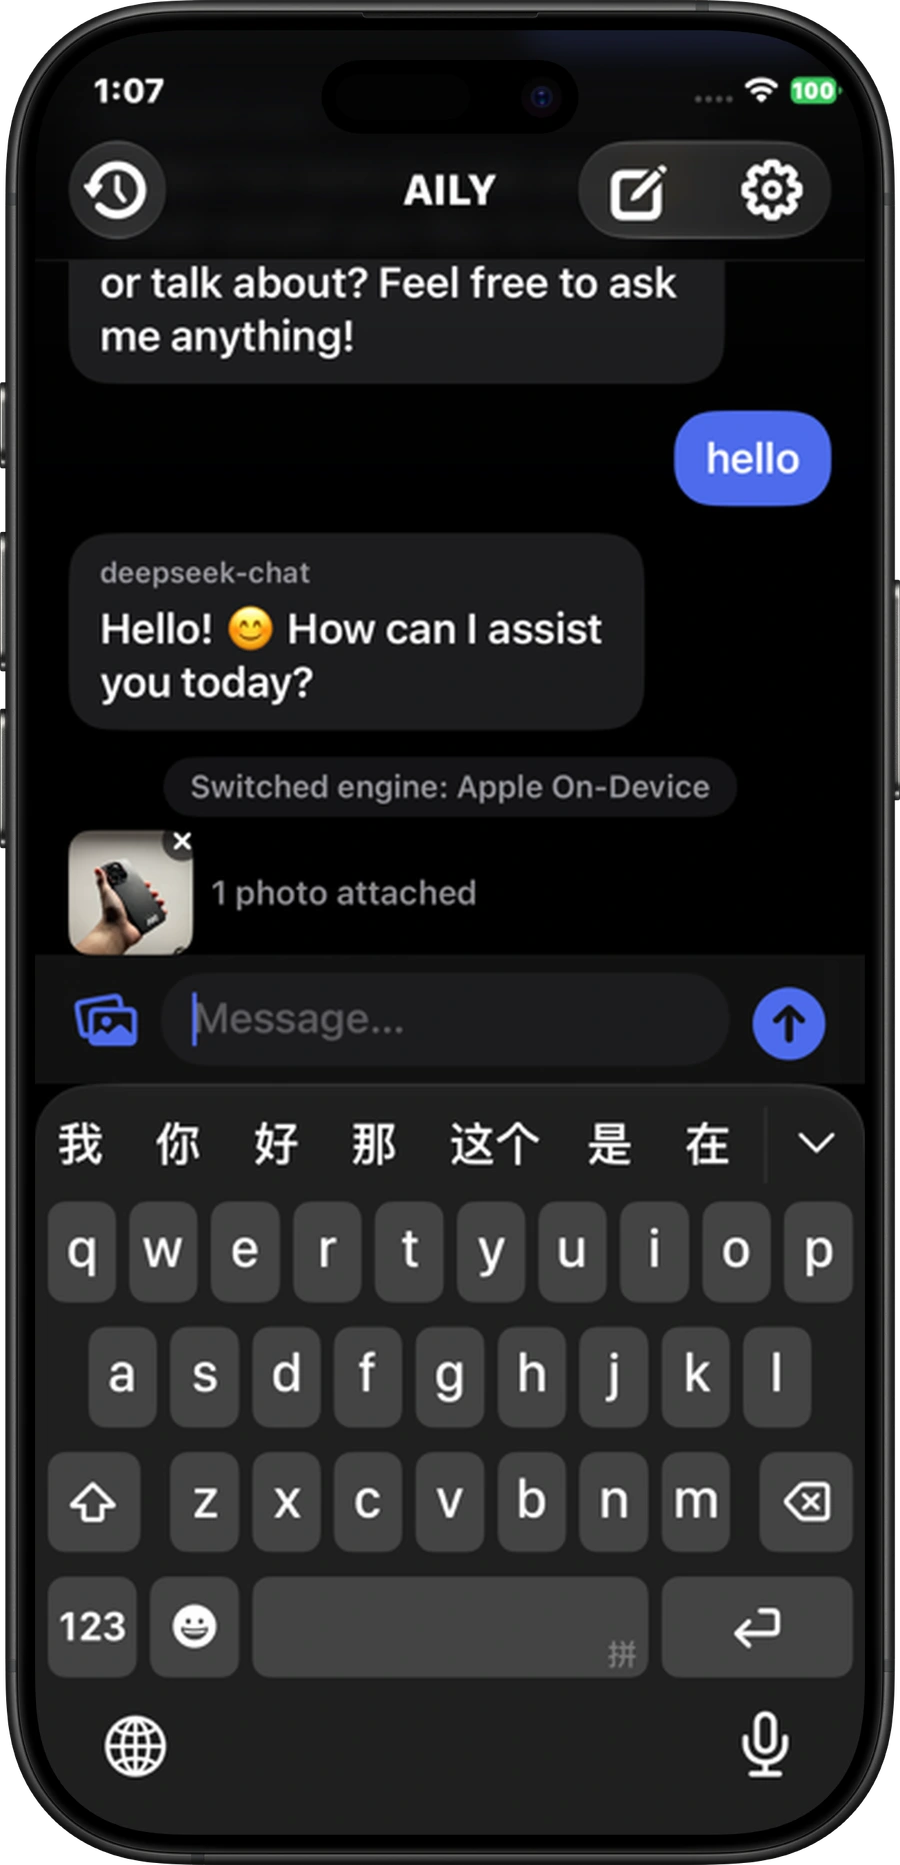 1:07
100
AILY
or talk about? Feel free to ask
me anything!
hello
deepseek-chat
Hello! 😊 How can I assist
you today?
Switched engine: Apple On-Device
1 photo attached
Message...
我 你 好 那 这个 是 在
q w e r t y u i o p
a s d f g h j k l
z x c v b n m
123
拼